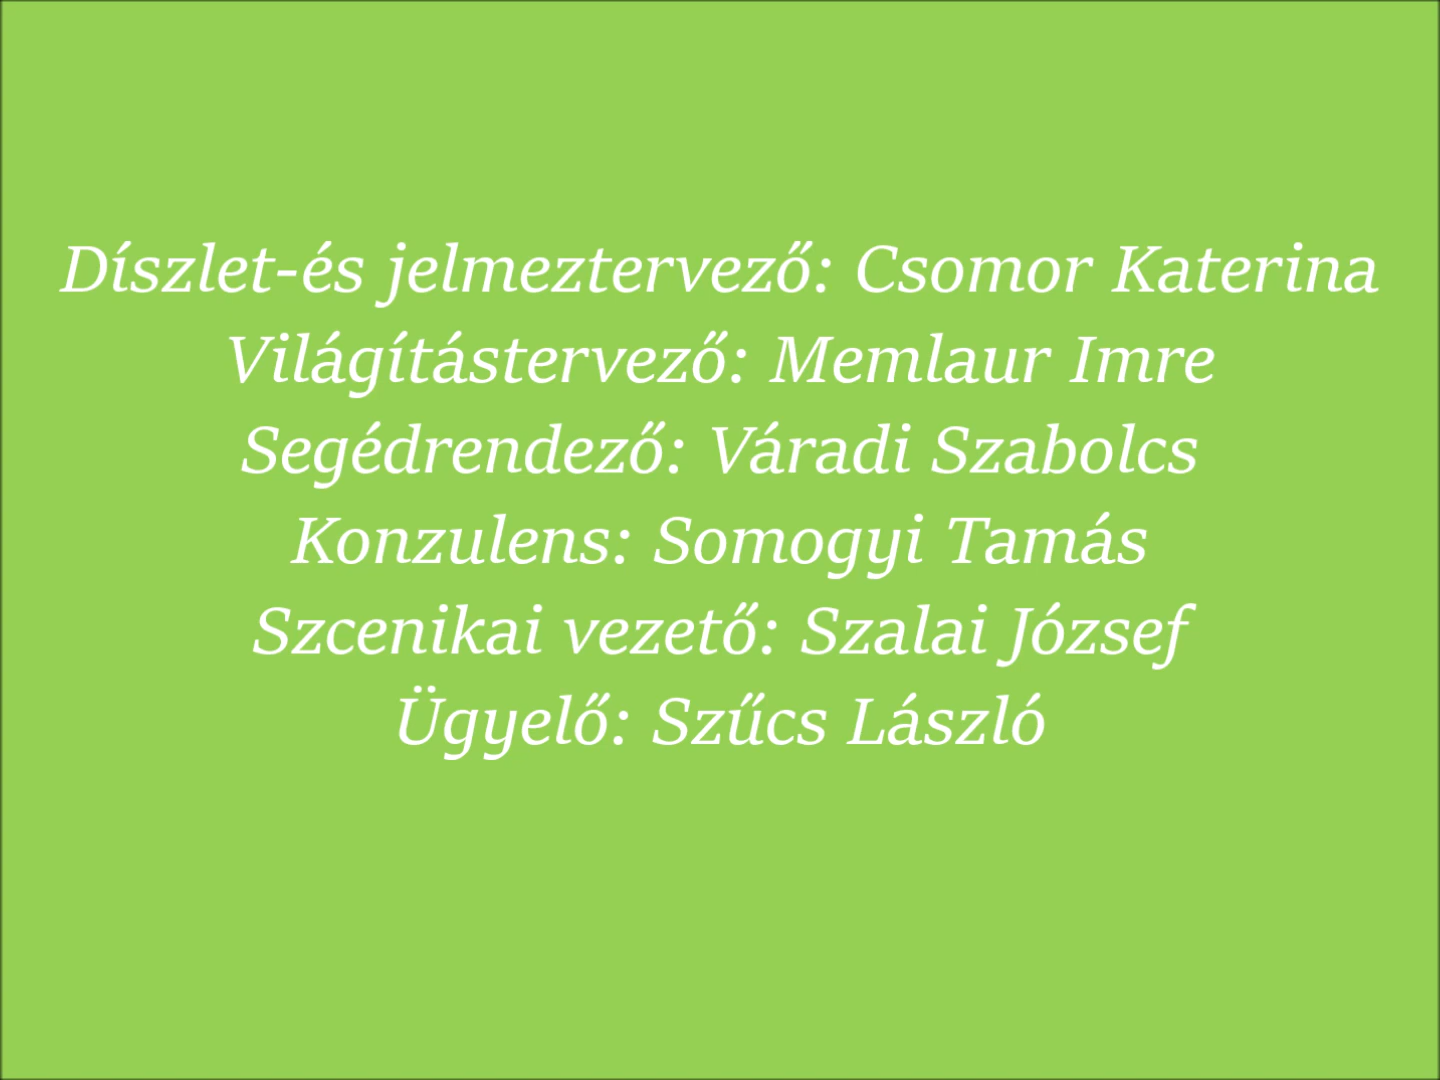 Díszlet-és jelmeztervező: Csomor Katerina
Világítástervező: Memlaur Imre
Segédrendező: Váradi Szabolcs
Konzulens: Somogyi Tamás
Szcenikai vezető: Szalai József
Ügyelő: Szűcs László